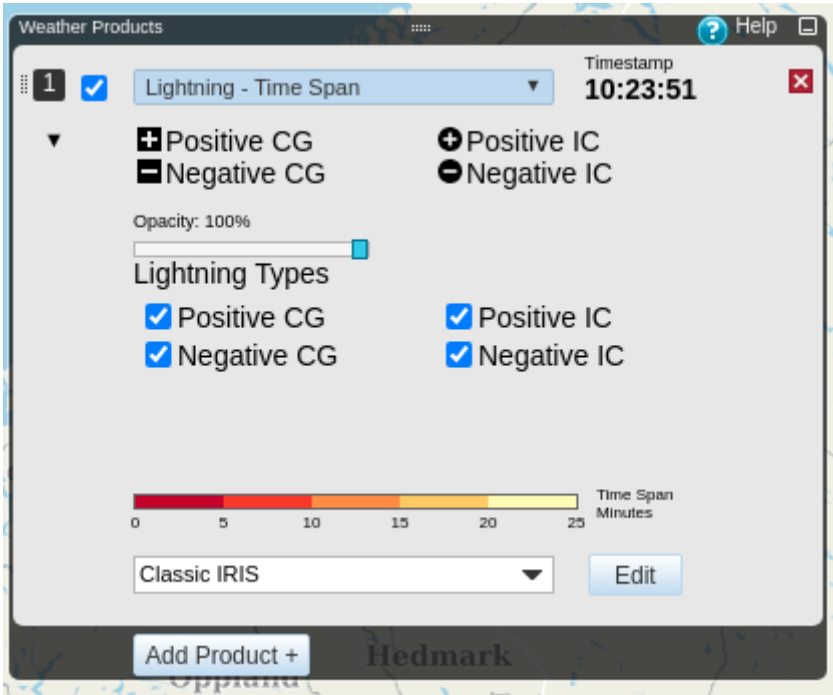 Weather Products
? Help
Timestamp
1 Lightning - Time Span 10:23:51
Positive CG Positive IC
Negative CG Negative IC
Opacity: 100%
Lightning Types
Positive CG Positive IC
Negative CG Negative IC
Time Span
Minutes
0 5 10 15 20 25
Classic IRIS Edit
Add Product + Hedmark
Oppland